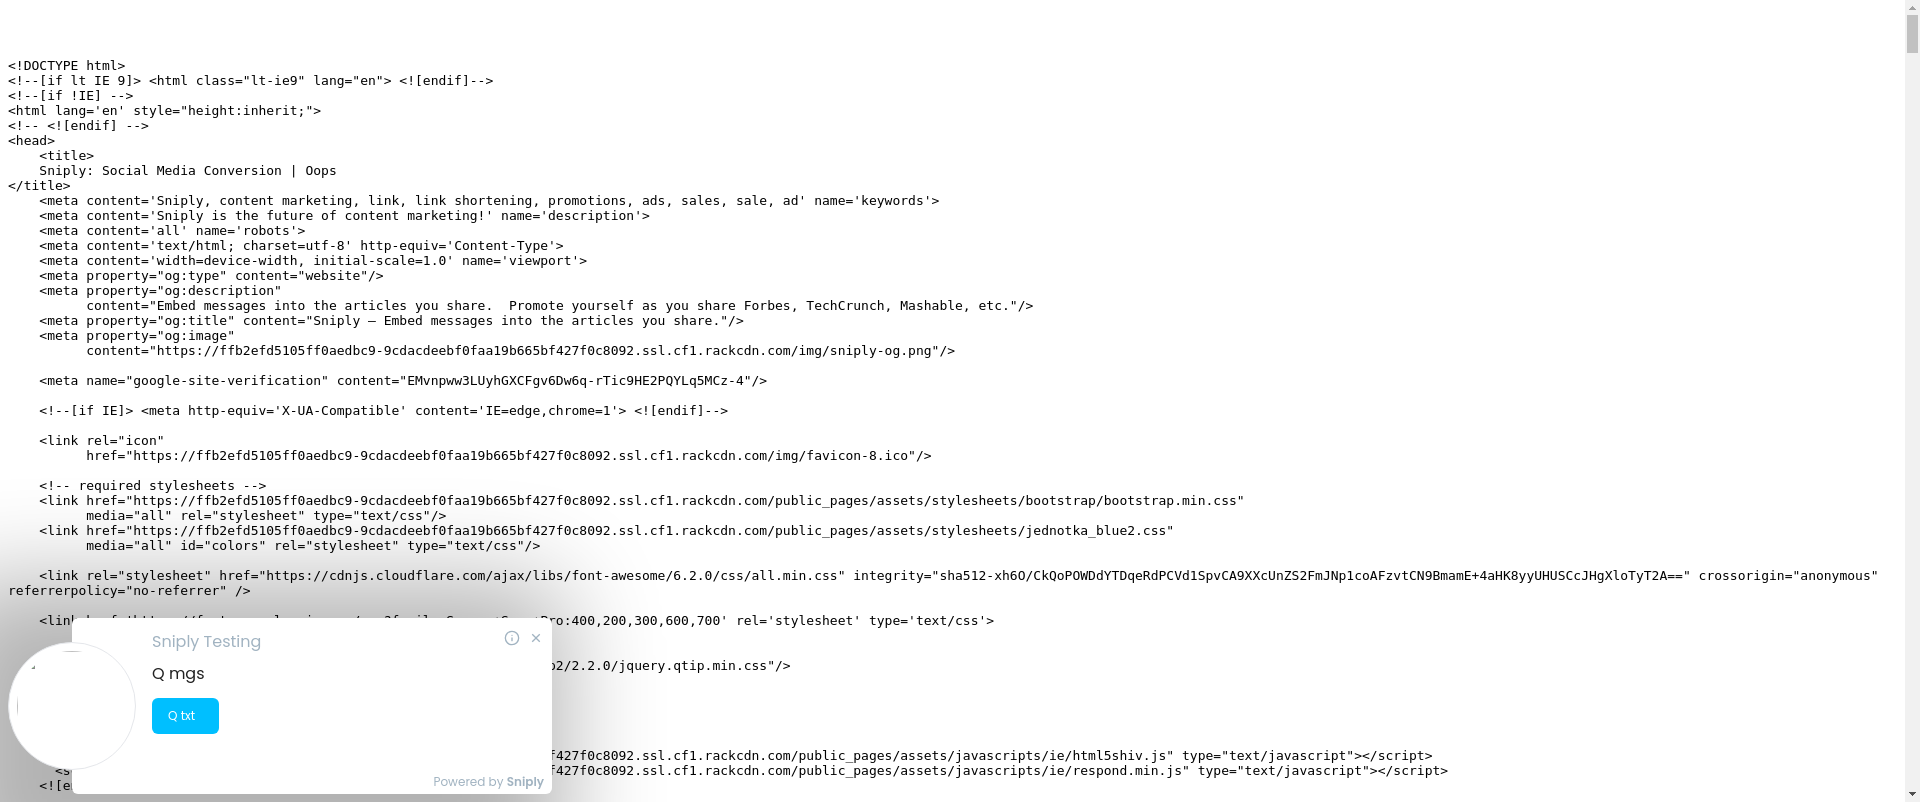 <!DOCTYPE html>
<!--[if lt IE 9]> <html class="lt-ie9" lang="en"> <![endif]-->
<!--[if !IE] -->
<html lang='en' style="height:inherit;">
<!-- <![endif] -->
<head>
    <title>
    Sniply: Social Media Conversion | Oops
</title>
    <meta content='Sniply, content marketing, link, link shortening, promotions, ads, sales, sale, ad' name='keywords'>
    <meta content='Sniply is the future of content marketing!' name='description'>
    <meta content='all' name='robots'>
    <meta content='text/html; charset=utf-8' http-equiv='Content-Type'>
    <meta content='width=device-width, initial-scale=1.0' name='viewport'>
    <meta property="og:type" content="website"/>
    <meta property="og:description"
          content="Embed messages into the articles you share.  Promote yourself as you share Forbes, TechCrunch, Mashable, etc."/>
    <meta property="og:title" content="Sniply – Embed messages into the articles you share."/>
    <meta property="og:image"
          content="https://ffb2efd5105ff0aedbc9-9cdacdeebf0faa19b665bf427f0c8092.ssl.cf1.rackcdn.com/img/sniply-og.png"/>
    <meta name="google-site-verification" content="EMvnpww3LUyhGXCFgv6Dw6q-rTic9HE2PQYLq5MCz-4"/>
    <!--[if IE]> <meta http-equiv='X-UA-Compatible' content='IE=edge,chrome=1'> <![endif]-->
    <link rel="icon"
          href="https://ffb2efd5105ff0aedbc9-9cdacdeebf0faa19b665bf427f0c8092.ssl.cf1.rackcdn.com/img/favicon-8.ico"/>
    <!-- required stylesheets -->
    <link href="https://ffb2efd5105ff0aedbc9-9cdacdeebf0faa19b665bf427f0c8092.ssl.cf1.rackcdn.com/public_pages/assets/stylesheets/bootstrap/bootstrap.min.css"
          media="all" rel="stylesheet" type="text/css"/>
    <link href="https://ffb2efd5105ff0aedbc9-9cdacdeebf0faa19b665bf427f0c8092.ssl.cf1.rackcdn.com/public_pages/assets/stylesheets/jednotka_blue2.css"
          media="all" id="colors" rel="stylesheet" type="text/css"/>
    <link rel="stylesheet" href="https://cdnjs.cloudflare.com/ajax/libs/font-awesome/6.2.0/css/all.min.css" integrity="sha512-xh6O/CkQoPOWDdYTDqeRdPCVd1SpvCA9XXcUnZS2FmJNp1coAFzvtCN9BmamE+4aHK8yyUHUSCcJHgXloTyT2A==" crossorigin="anonymous"
referrerpolicy="no-referrer" />
    <link :400,200,300,600,700' rel='stylesheet' type='text/css'>
2/2.2.0/jquery.qtip.min.css"/>
f427f0c8092.ssl.cf1.rackcdn.com/public_pages/assets/javascripts/ie/html5shiv.js" type="text/javascript"></script>
f427f0c8092.ssl.cf1.rackcdn.com/public_pages/assets/javascripts/ie/respond.min.js" type="text/javascript"></script>
Sniply Testing
Q mgs
Q txt
Powered by Sniply